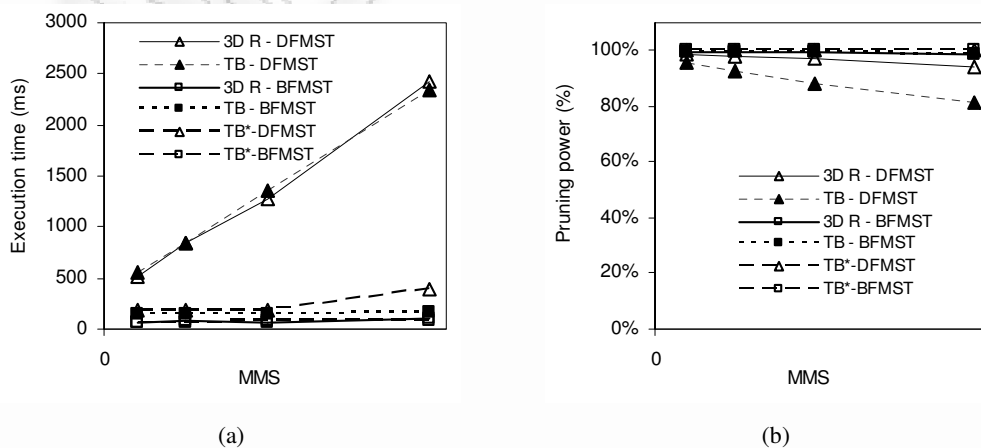 3000
2500
2000
1500
1000
500
0
Execution time (ms)
3D R - DFMST
TB - DFMST
3D R - BFMST
TB - BFMST
TB*-DFMST
TB*-BFMST
0
MMS
(a)
100%
80%
60%
40%
20%
0%
Pruning power (%)
3D R - DFMST
TB - DFMST
3D R - BFMST
TB - BFMST
TB*-DFMST
TB*-BFMST
0
MMS
(b)